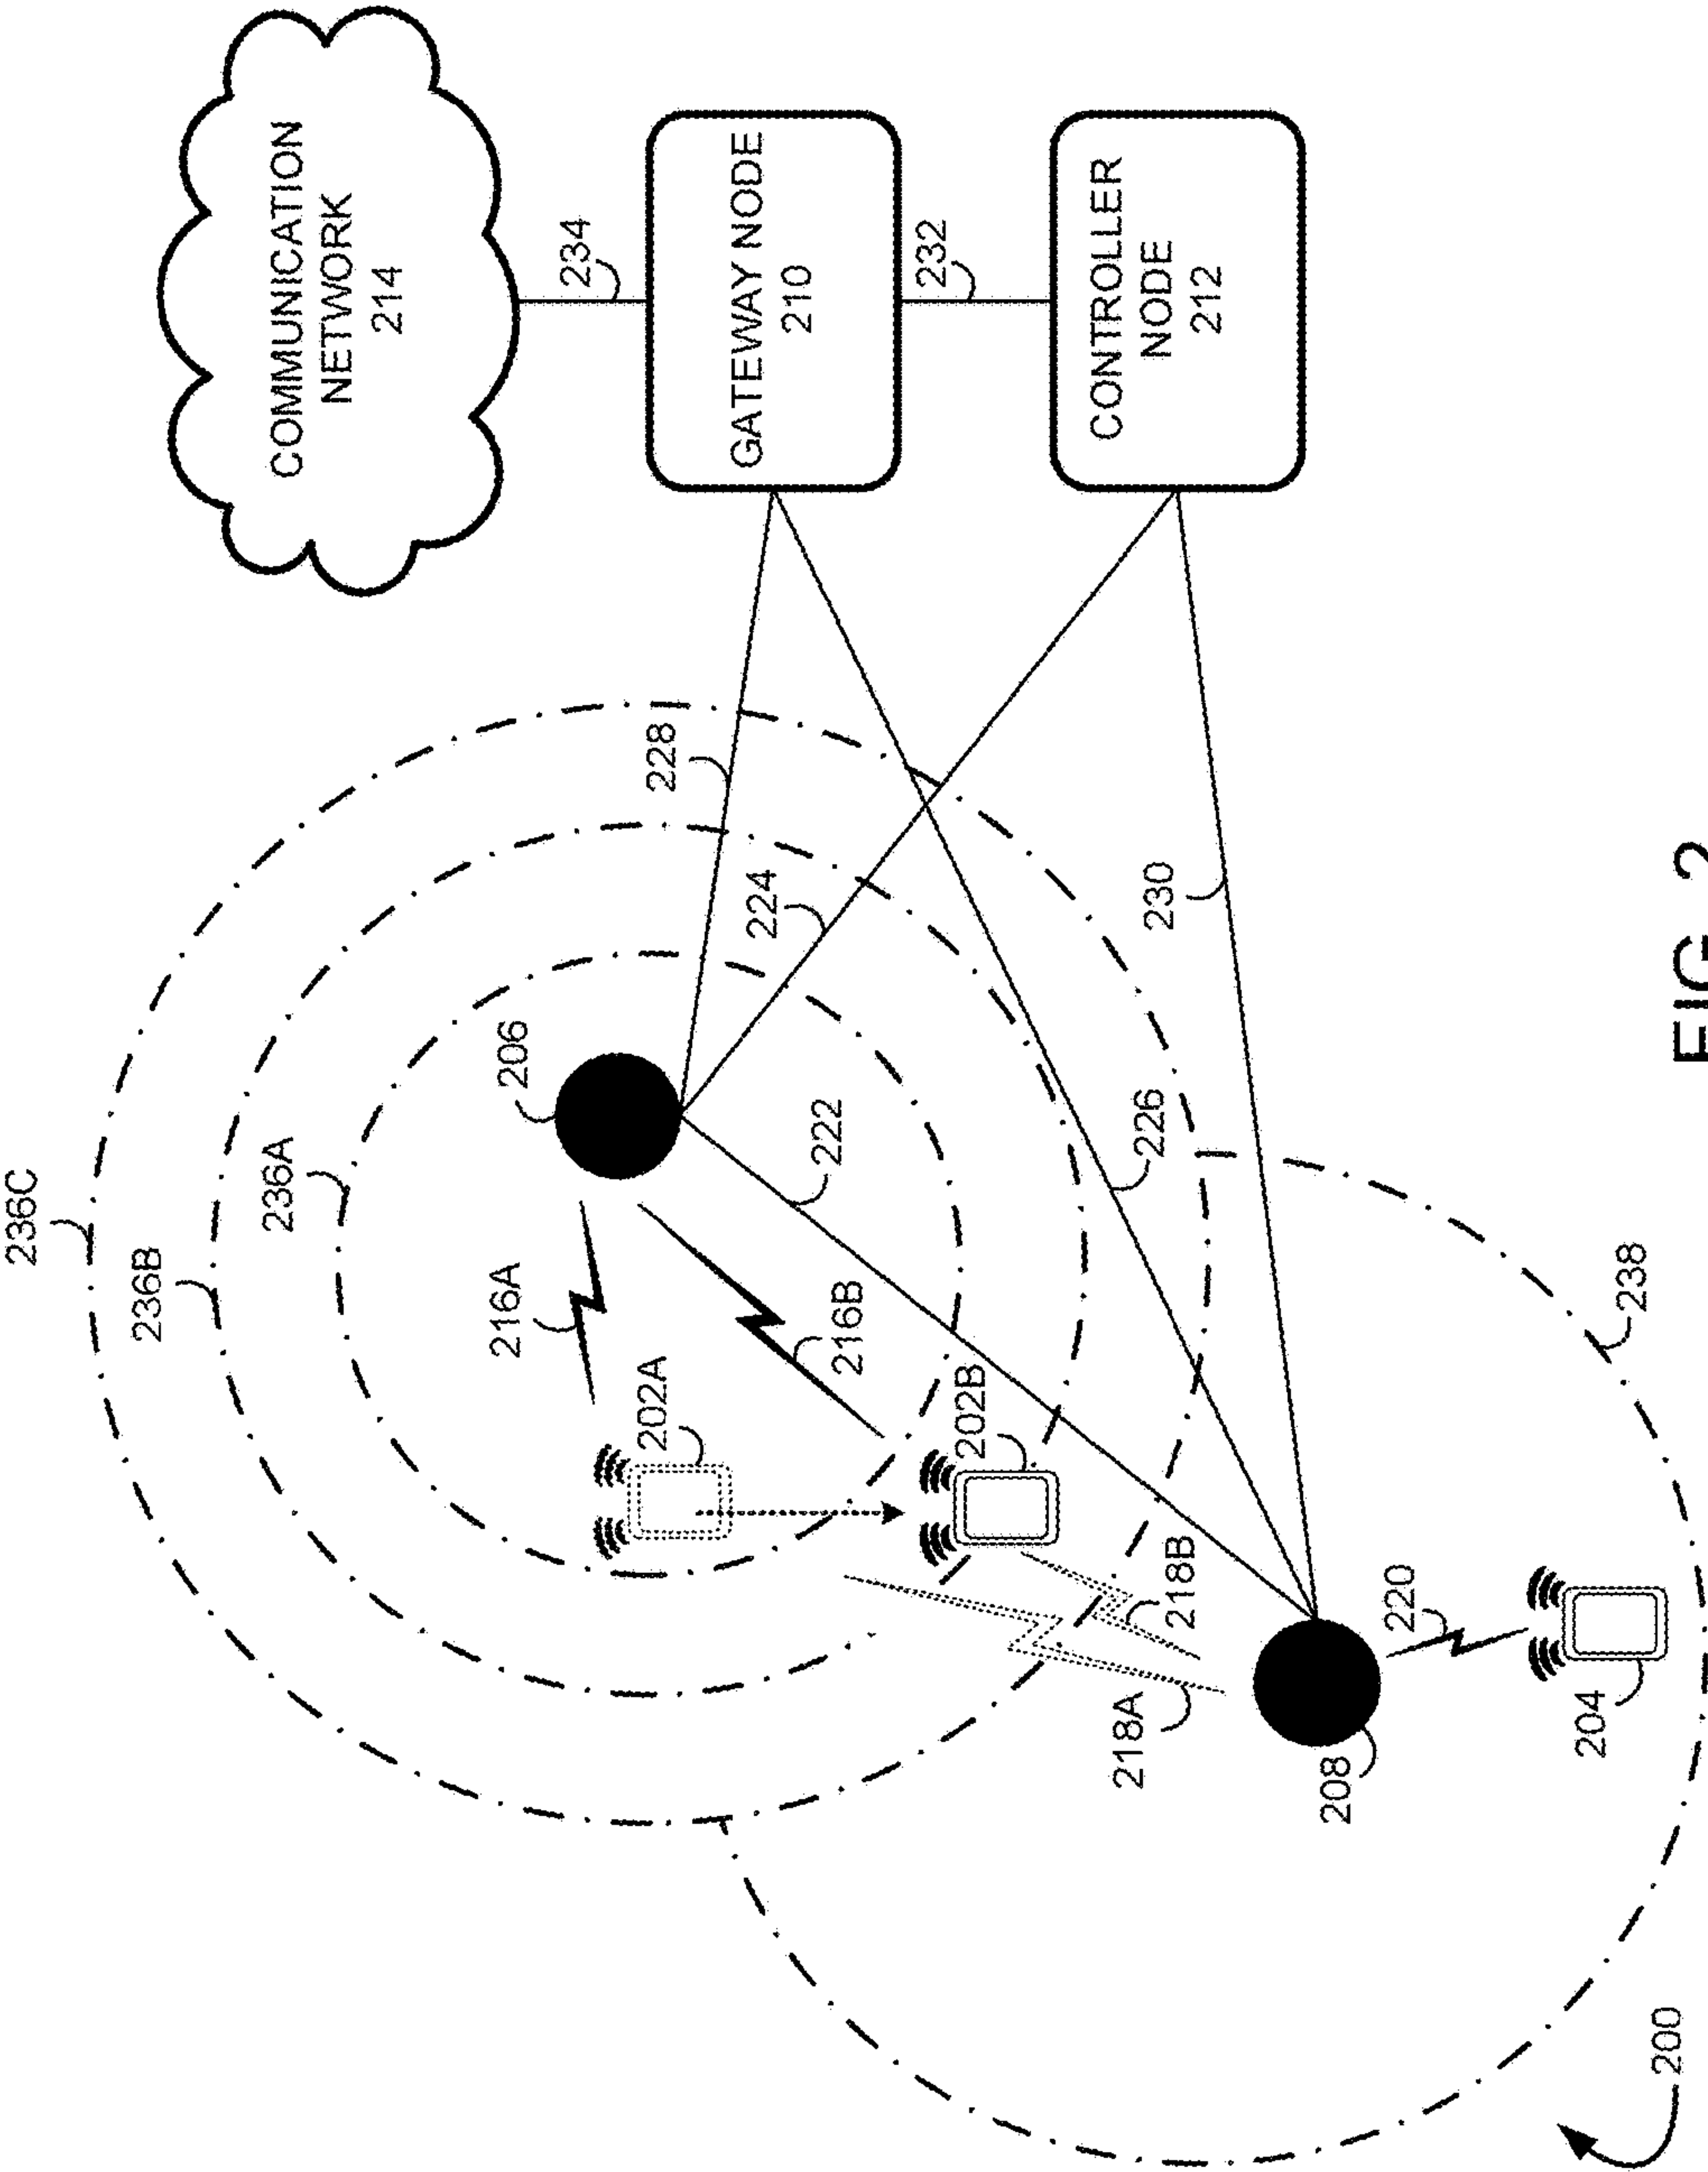 236C
236B
236A
206
216A
216B
202A
202B
222
228
224
226
230
218A
218B
220
208
204
238
200
COMMUNICATION
NETWORK
214
234
GATEWAY NODE
210
232
CONTROLLER
NODE
212
FIG. 2